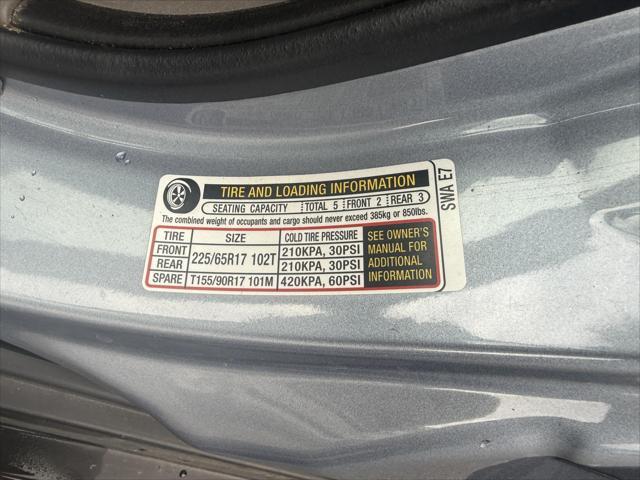 TIRE AND LOADING INFORMATION
SEATING CAPACITY TOTAL 5 FRONT 2 REAR 3
The combined weight of occupants and cargo should never exceed 385kg or 850lbs.
TIRE SIZE COLD TIRE PRESSURE
FRONT 225/65R17 102T 210KPA, 30PSI
REAR 210KPA, 30PSI
SPARE T155/90R17 101M 420KPA, 60PSI
SEE OWNER'S
MANUAL FOR
ADDITIONAL
INFORMATION
SWA E7